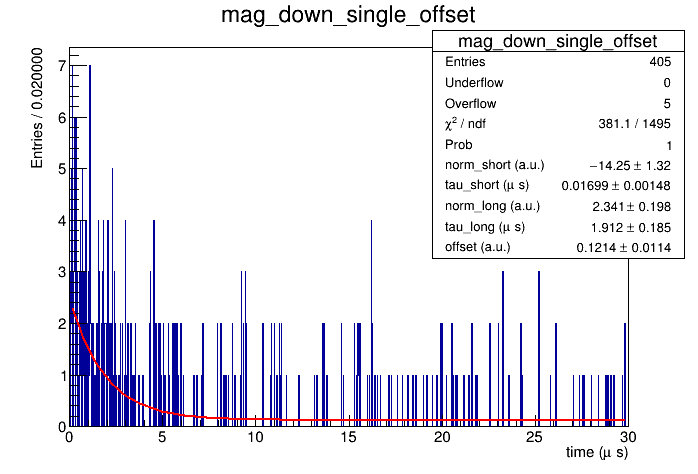 mag_down_single_offset
mag_down_single_offset
Entries 405
Underflow 0
Overflow 5
χ² / ndf 381.1 / 1495
Prob 1
norm_short (a.u.) −14.25 ± 1.32
tau_short (μ s) 0.01699 ± 0.00148
norm_long (a.u.) 2.341 ± 0.198
tau_long (μ s) 1.912 ± 0.185
offset (a.u.) 0.1214 ± 0.0114
Entries / 0.020000
7
6
5
4
3
2
1
0
0 5 10 15 20 25 30
time (μ s)